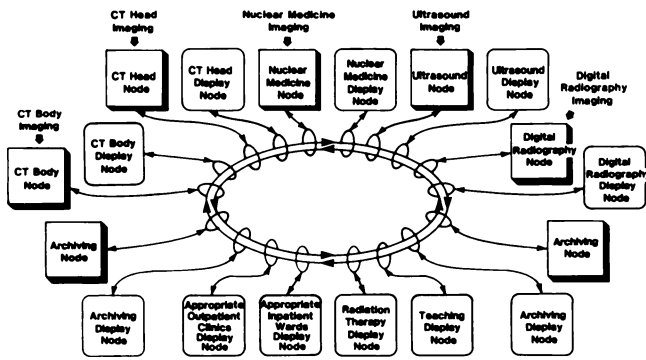 CT Head
Imaging
Nuclear Medicine
Imaging
Ultrasound
Imaging
Digital
Radiography
Imaging
CT Body
Imaging
CT Head
Node
CT Head
Display
Node
Nuclear
Medicine
Node
Nuclear
Medicine
Display
Node
Ultrasound
Node
Ultrasound
Display
Node
CT Body
Display
Node
Digital
Radiography
Node
CT Body
Node
Digital
Radiography
Display
Node
Archiving
Node
Archiving
Node
Archiving
Display
Node
Appropriate
Outpatient
Clinics
Display
Node
Appropriate
Inpatient
Wards
Display
Node
Radiation
Therapy
Display
Node
Teaching
Display
Node
Archiving
Display
Node